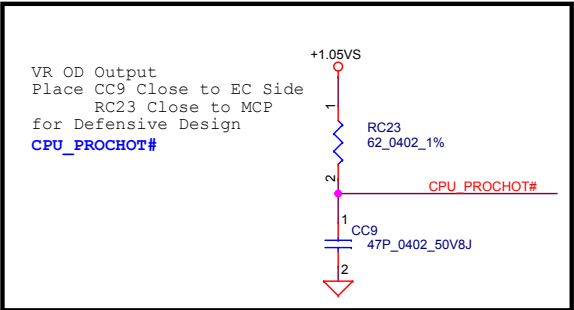 VR OD Output
Place CC9 Close to EC Side
RC23 Close to MCP
for Defensive Design
CPU_PROCHOT#
+1.05VS
1
RC23
62_0402_1%
2
CPU_PROCHOT#
1
CC9
47P_0402_50V8J
2